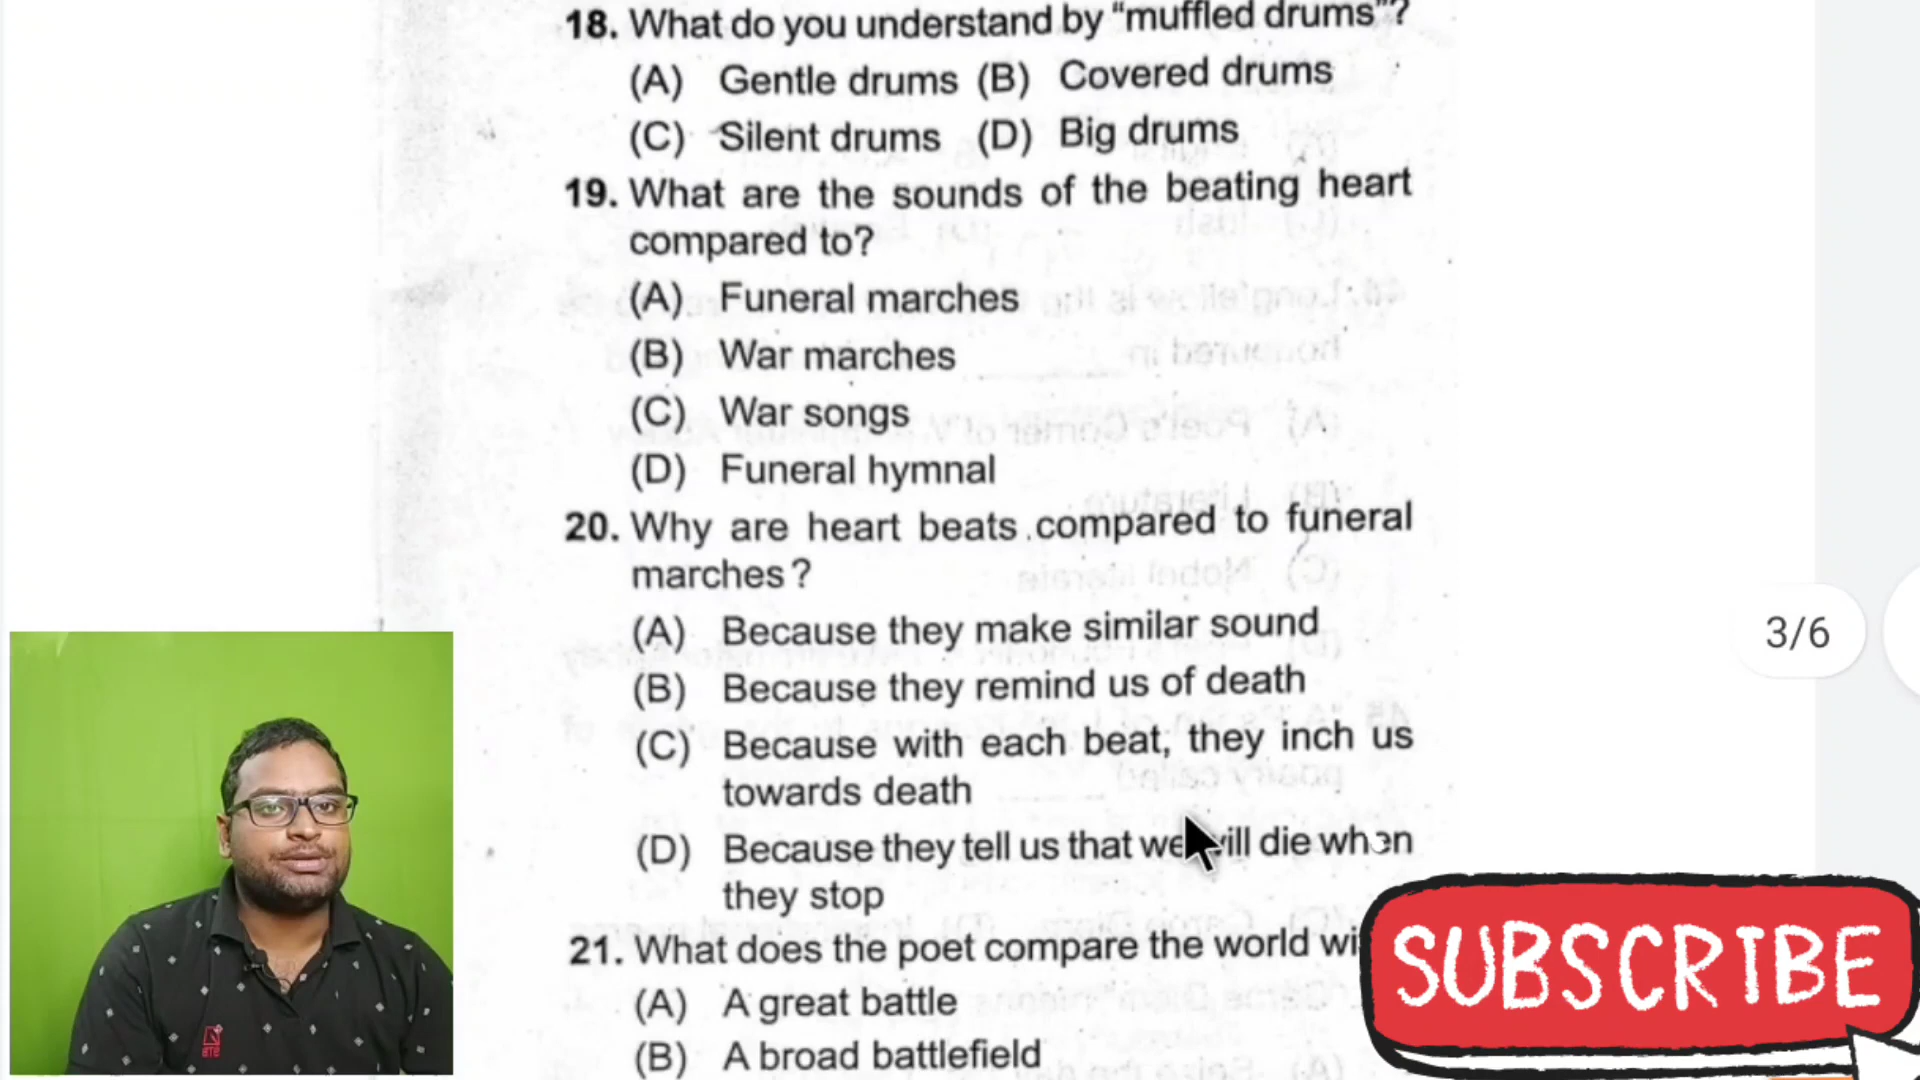 18. What do you understand by "muffled drums"?
(A) Gentle drums (B) Covered drums
(C) Silent drums (D) Big drums
19. What are the sounds of the beating heart
compared to?
(A) Funeral marches
(B) War marches
(C) War songs
(D) Funeral hymnal
20. Why are heart beats compared to funeral
marches?
(A) Because they make similar sound
(B) Because they remind us of death
(C) Because with each beat, they inch us
towards death
(D) Because they tell us that we will die when
they stop
21. What does the poet compare the world wi
(A) A great battle
(B) A broad battlefield
3/6
SUBSCRIBE